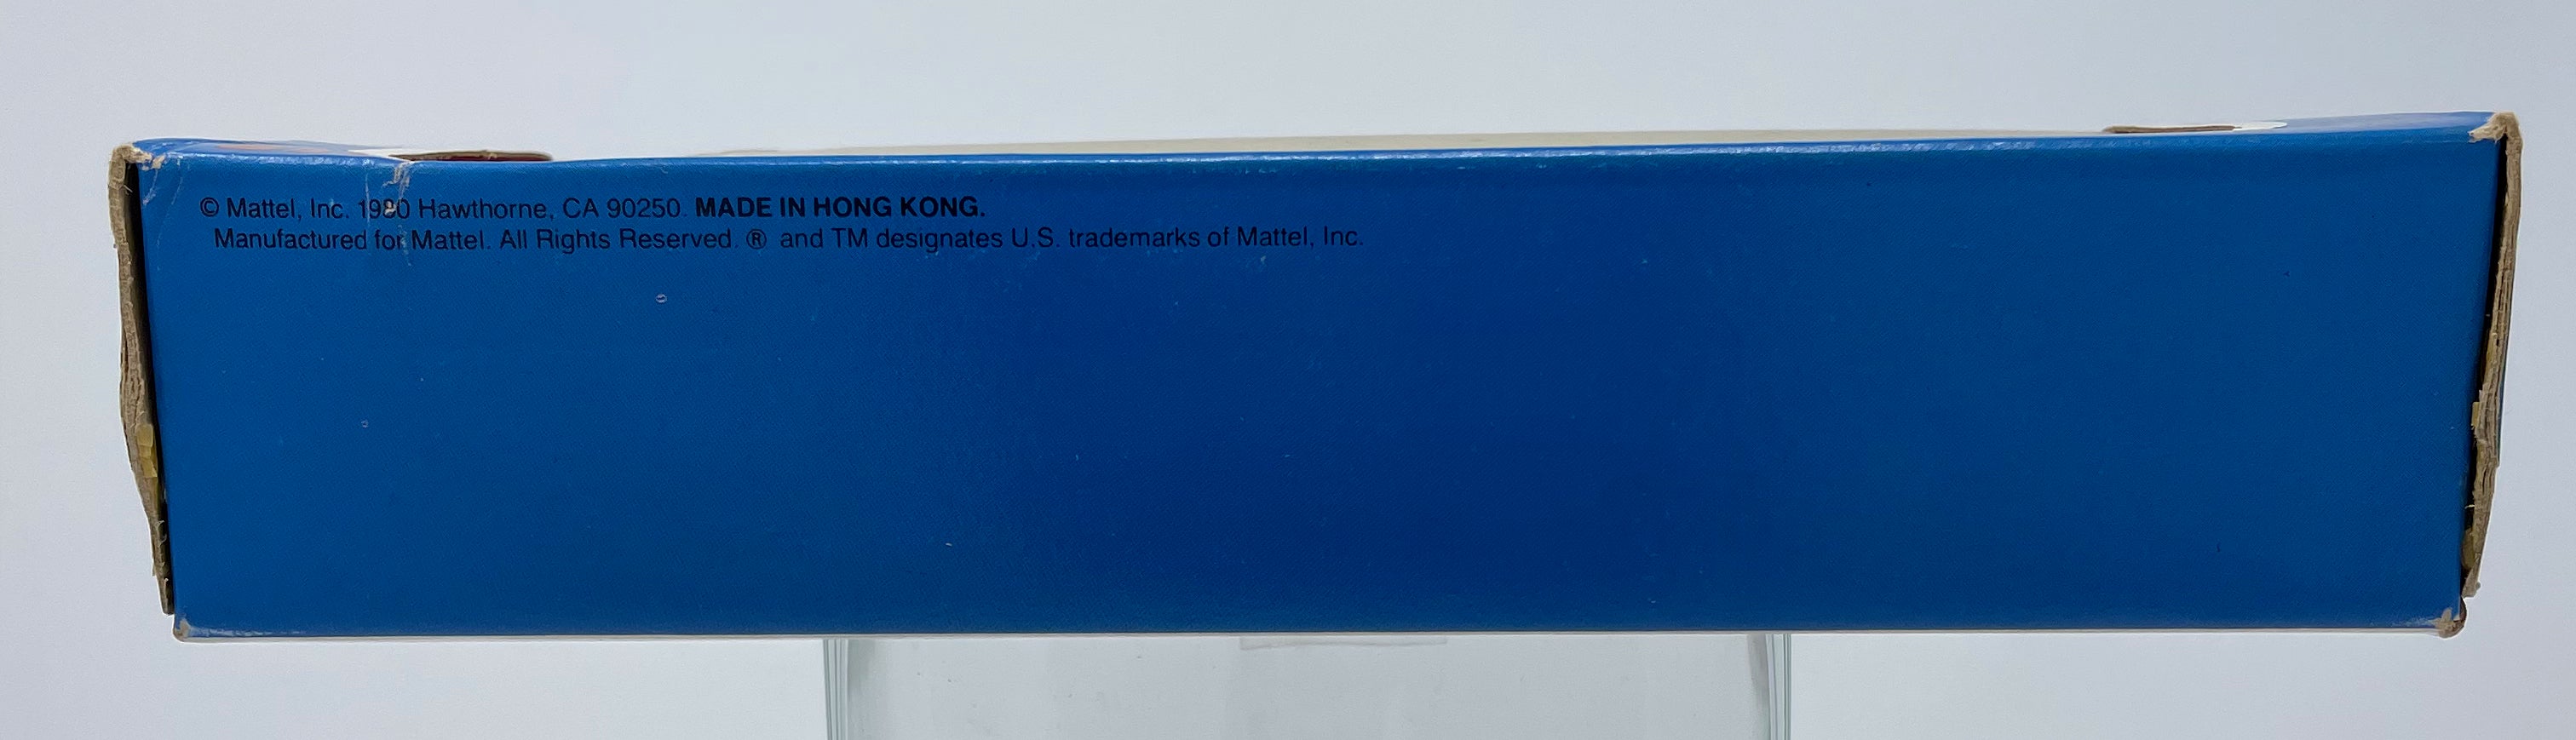 © Mattel, Inc. 1980 Hawthorne, CA 90250. MADE IN HONG KONG.
Manufactured for Mattel. All Rights Reserved. ® and TM designates U.S. trademarks of Mattel, Inc.